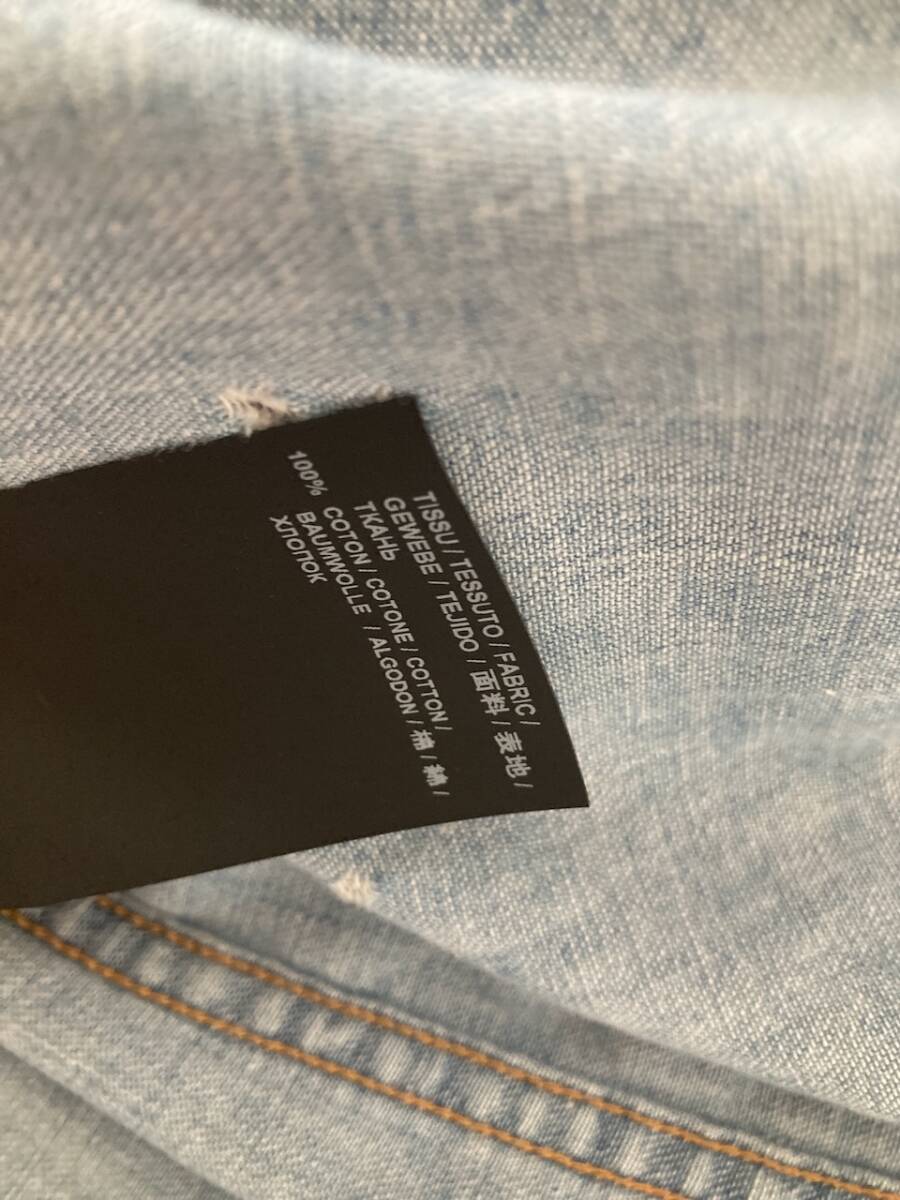 TISSU / TESSUTO / FABRIC /
GEWEBE / TEJIDO / 面料 / 表地 /
ТКАНЬ
100% COTON / COTONE / COTTON /
BAUMWOLLE / ALGODON / 棉 / 綿 /
ХЛОПОК